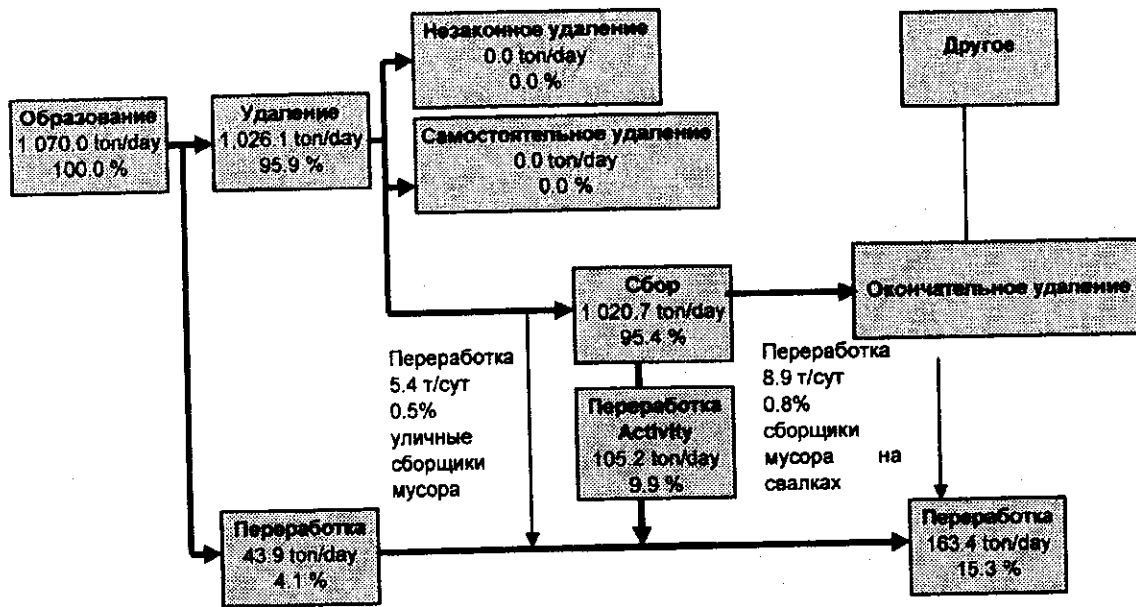 Незаконное удаление
0.0 ton/day
0.0 %
Другое
Образование
1 070.0 ton/day
100.0 %
Удаление
1.026.1 ton/day
95.9 %
Самостоятельное удаление
0.0 ton/day
0.0 %
Сбор
1 020.7 ton/day
95.4 %
Окончательное удаление
Переработка
5.4 т/сут
0.5%
уличные
сборщики
мусора
Переработка
Activity
105.2 ton/day
9.9 %
Переработка
8.9 т/сут
0.8%
сборщики
мусора на
свалках
Переработка
43.9 ton/day
4.1 %
Переработка
163.4 ton/day
15.3 %